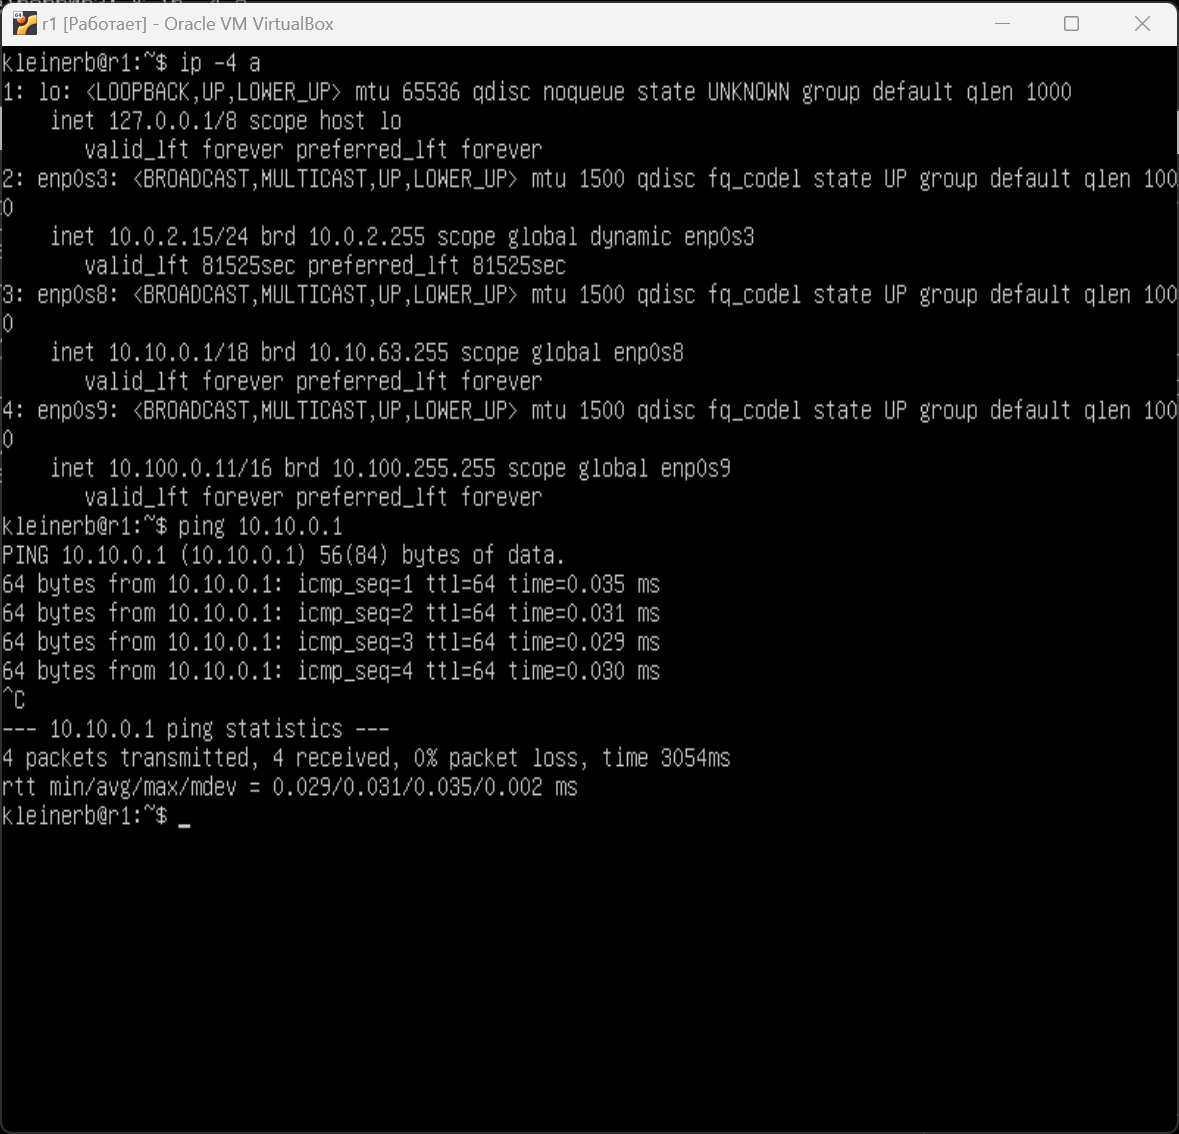 r1 [Работает] - Oracle VM VirtualBox
kleinerb@r1:~$ ip -4 a
1: lo: <LOOPBACK,UP,LOWER_UP> mtu 65536 qdisc noqueue state UNKNOWN group default qlen 1000
    inet 127.0.0.1/8 scope host lo
       valid_lft forever preferred_lft forever
2: enp0s3: <BROADCAST,MULTICAST,UP,LOWER_UP> mtu 1500 qdisc fq_codel state UP group default qlen 100
0
    inet 10.0.2.15/24 brd 10.0.2.255 scope global dynamic enp0s3
       valid_lft 81525sec preferred_lft 81525sec
3: enp0s8: <BROADCAST,MULTICAST,UP,LOWER_UP> mtu 1500 qdisc fq_codel state UP group default qlen 100
0
    inet 10.10.0.1/18 brd 10.10.63.255 scope global enp0s8
       valid_lft forever preferred_lft forever
4: enp0s9: <BROADCAST,MULTICAST,UP,LOWER_UP> mtu 1500 qdisc fq_codel state UP group default qlen 100
0
    inet 10.100.0.11/16 brd 10.100.255.255 scope global enp0s9
       valid_lft forever preferred_lft forever
kleinerb@r1:~$ ping 10.10.0.1
PING 10.10.0.1 (10.10.0.1) 56(84) bytes of data.
64 bytes from 10.10.0.1: icmp_seq=1 ttl=64 time=0.035 ms
64 bytes from 10.10.0.1: icmp_seq=2 ttl=64 time=0.031 ms
64 bytes from 10.10.0.1: icmp_seq=3 ttl=64 time=0.029 ms
64 bytes from 10.10.0.1: icmp_seq=4 ttl=64 time=0.030 ms
^C
--- 10.10.0.1 ping statistics ---
4 packets transmitted, 4 received, 0% packet loss, time 3054ms
rtt min/avg/max/mdev = 0.029/0.031/0.035/0.002 ms
kleinerb@r1:~$ _